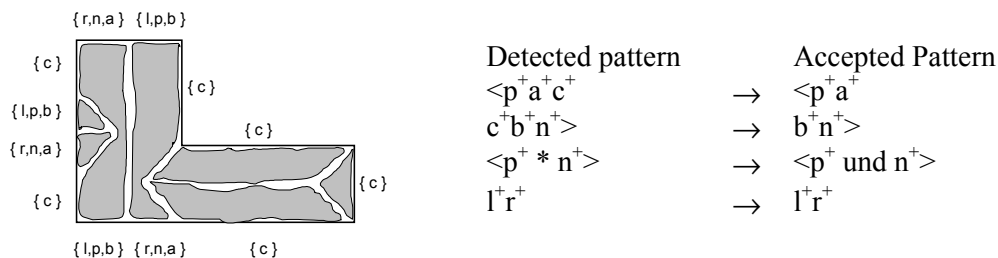 { r,n,a } { l,p,b }
{ c }
{ c }
{ l,p,b }
{ c }
{ r,n,a }
{ c }
{ c }
{ l,p,b } { r,n,a } { c }
Detected pattern Accepted Pattern
<p⁺a⁺c⁺ → <p⁺a⁺
c⁺b⁺n⁺> → b⁺n⁺>
<p⁺ * n⁺> → <p⁺ und n⁺>
l⁺r⁺ → l⁺r⁺